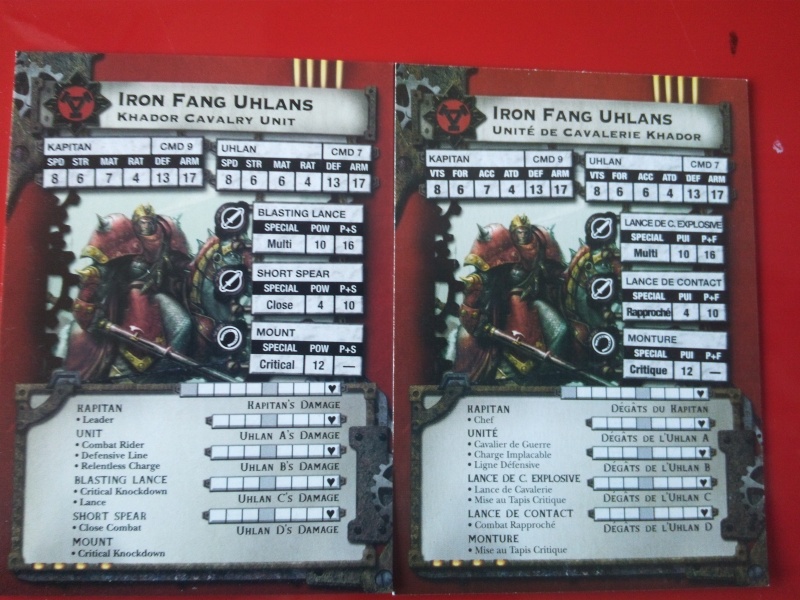 IRON FANG UHLANS
KHADOR CAVALRY UNIT
KAPITAN CMD 9
SPD STR MAT RAT DEF ARM
8 6 7 4 13 17
UHLAN CMD 7
SPD STR MAT RAT DEF ARM
8 6 6 4 13 17
BLASTING LANCE
SPECIAL POW P+S
Multi 10 16
SHORT SPEAR
SPECIAL POW P+S
Close 4 10
MOUNT
SPECIAL POW P+S
Critical 12 —
KAPITAN'S DAMAGE
UHLAN A'S DAMAGE
UHLAN B'S DAMAGE
UHLAN C'S DAMAGE
UHLAN D'S DAMAGE
KAPITAN
• Leader
UNIT
• Combat Rider
• Defensive Line
• Relentless Charge
BLASTING LANCE
• Critical Knockdown
• Lance
SHORT SPEAR
• Close Combat
MOUNT
• Critical Knockdown
IRON FANG UHLANS
UNITÉ DE CAVALERIE KHADOR
KAPITAN CMD 9
VTS FOR ACC ATD DEF ARM
8 6 7 4 13 17
UHLAN CMD 7
VTS FOR ACC ATD DEF ARM
8 6 6 4 13 17
LANCE DE C. EXPLOSIVE
SPECIAL PUI P+F
Multi 10 16
LANCE DE CONTACT
SPECIAL PUI P+F
Rapproché 4 10
MONTURE
SPECIAL PUI P+F
Critique 12 —
DÉGÂTS DU KAPITAN
DÉGÂTS DE L'UHLAN A
DÉGÂTS DE L'UHLAN B
DÉGÂTS DE L'UHLAN C
DÉGÂTS DE L'UHLAN D
KAPITAN
• Chef
UNITÉ
• Cavalier de Guerre
• Charge Implacable
• Ligne Défensive
LANCE DE C. EXPLOSIVE
• Lance de Cavalerie
• Mise au Tapis Critique
LANCE DE CONTACT
• Combat Rapproché
MONTURE
• Mise au Tapis Critique